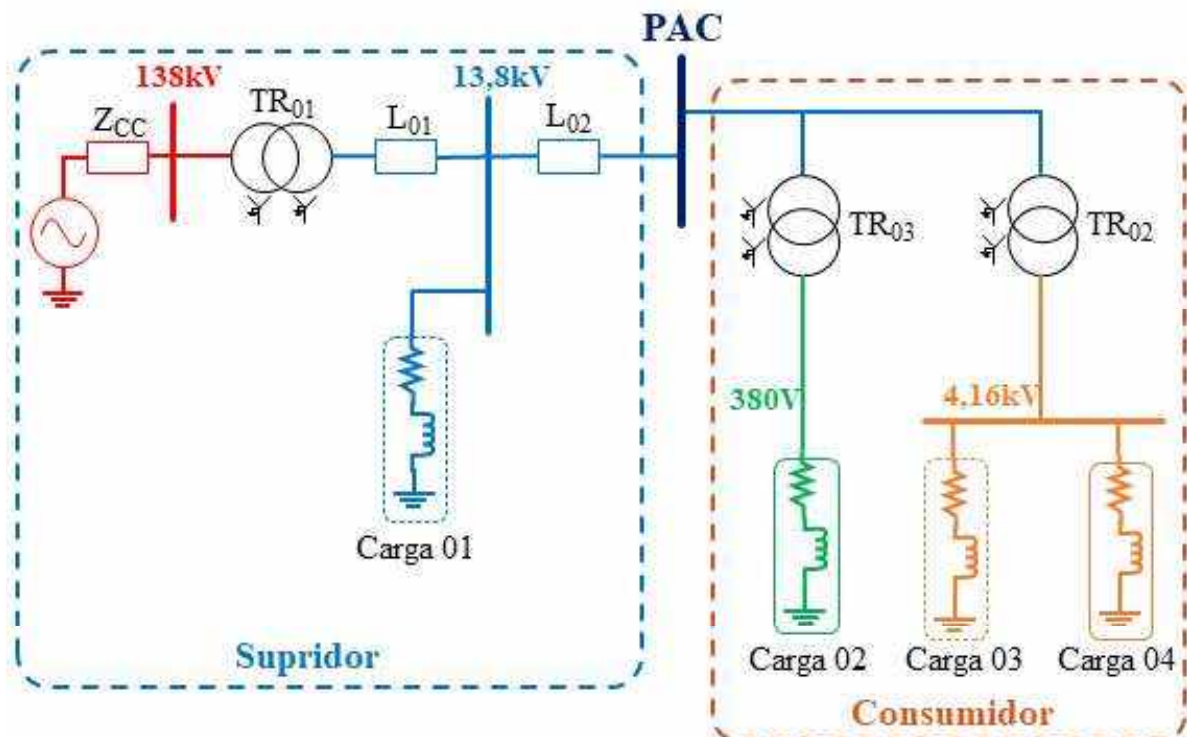 PAC
138kV
13,8kV
TR01
Z_CC
L01
L02
TR03
TR02
380V
4,16kV
Carga 01
Carga 02
Carga 03
Carga 04
Supridor
Consumidor